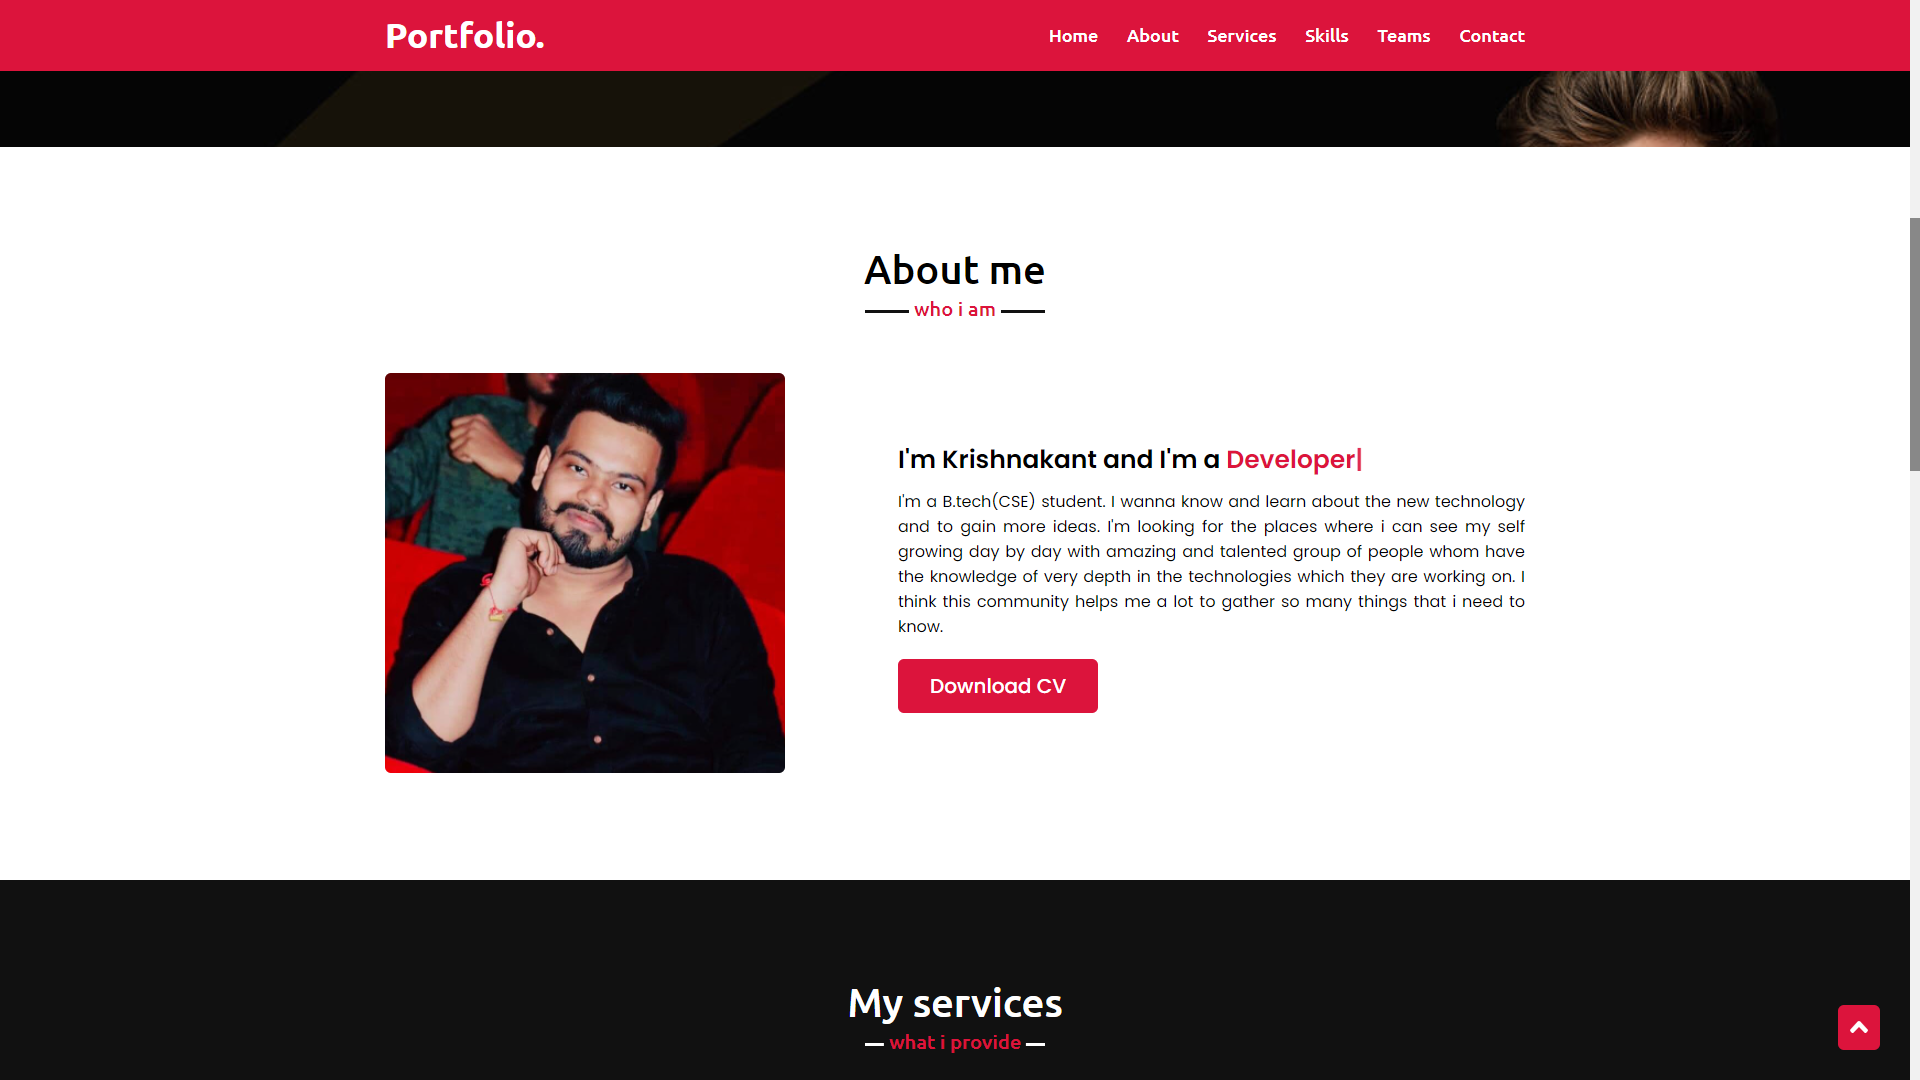 Portfolio.
Home About Services Skills Teams Contact
About me
who i am
I'm Krishnakant and I'm a Developer|
I'm a B.tech(CSE) student. I wanna know and learn about the new technology
and to gain more ideas. I'm looking for the places where i can see my self
growing day by day with amazing and talented group of people whom have
the knowledge of very depth in the technologies which they are working on. I
think this community helps me a lot to gather so many things that i need to
know.
Download CV
My services
what i provide